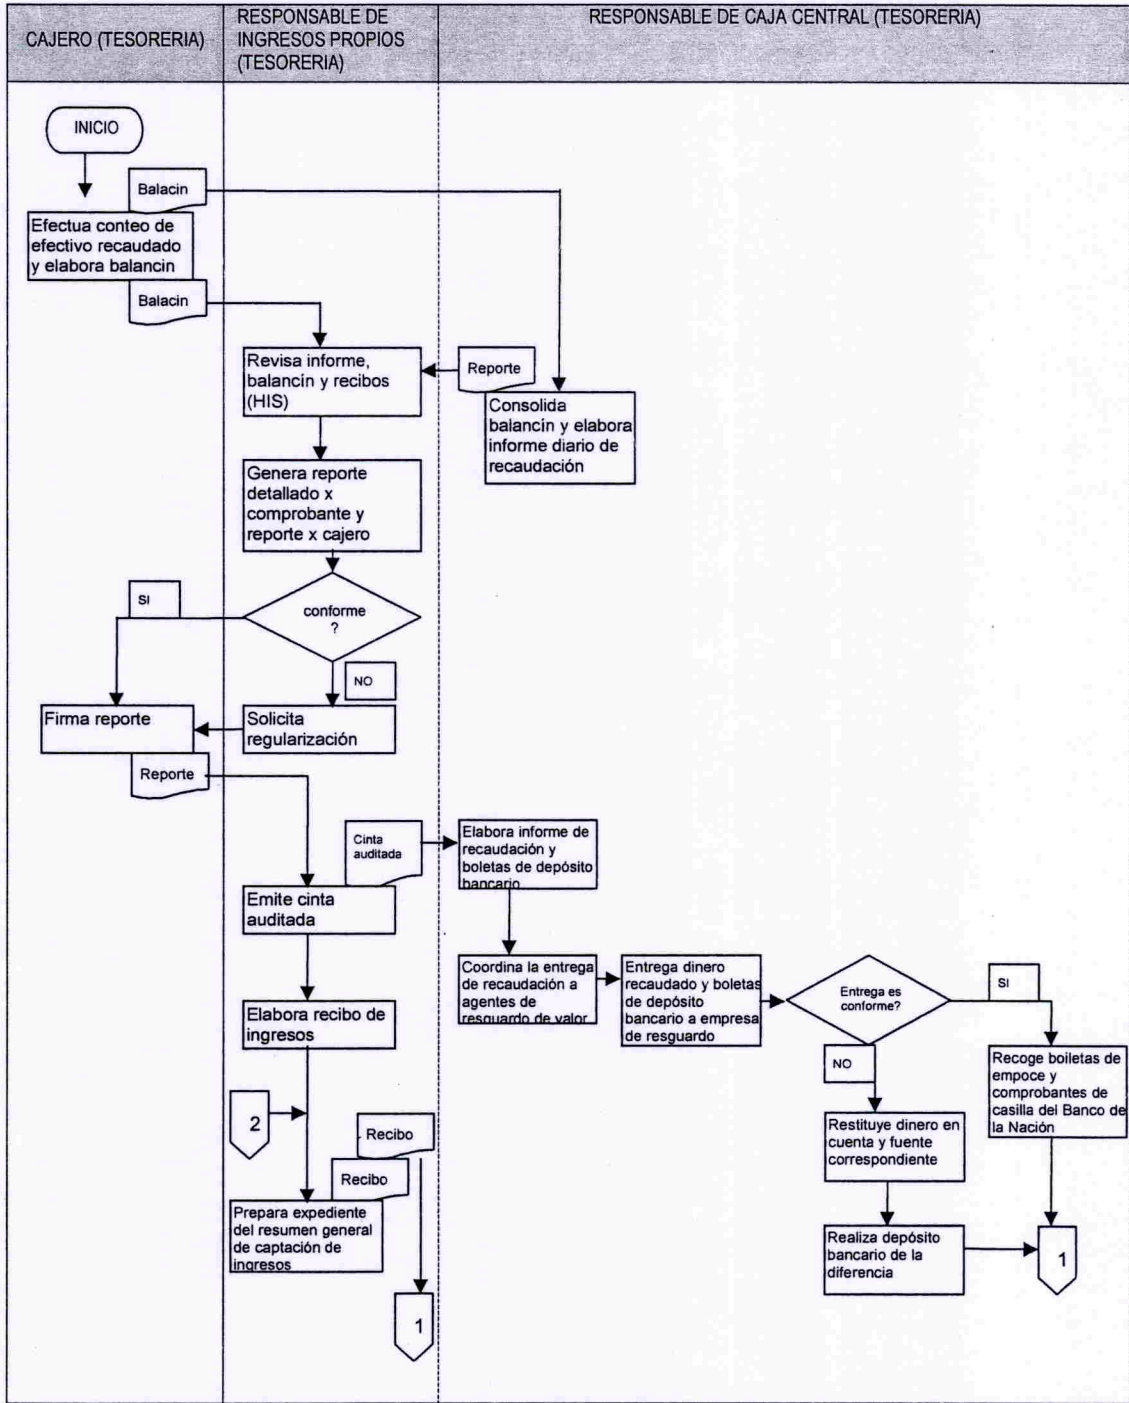 CAJERO (TESORERIA)
RESPONSABLE DE
INGRESOS PROPIOS
(TESORERIA)
RESPONSABLE DE CAJA CENTRAL (TESORERIA)
INICIO
Balacin
Efectua conteo de
efectivo recaudado
y elabora balancin
Balacin
Revisa informe,
balancín y recibos
(HIS)
Reporte
Consolida
balancín y elabora
informe diario de
recaudación
Genera reporte
detallado x
comprobante y
reporte x cajero
SI
conforme
?
NO
Firma reporte
Solicita
regularización
Reporte
Cinta
auditada
Elabora informe de
recaudación y
boletas de depósito
bancario
Emite cinta
auditada
Coordina la entrega
de recaudación a
agentes de
resguardo de valor
Entrega dinero
recaudado y boletas
de depósito
bancario a empresa
de resguardo
Entrega es
conforme?
SI
NO
Elabora recibo de
ingresos
Recoge boiletas de
empoce y
comprobantes de
casilla del Banco de
la Nación
2
Recibo
Restituye dinero en
cuenta y fuente
correspondiente
Recibo
Prepara expediente
del resumen general
de captación de
ingresos
Realiza depósito
bancario de la
diferencia
1
1